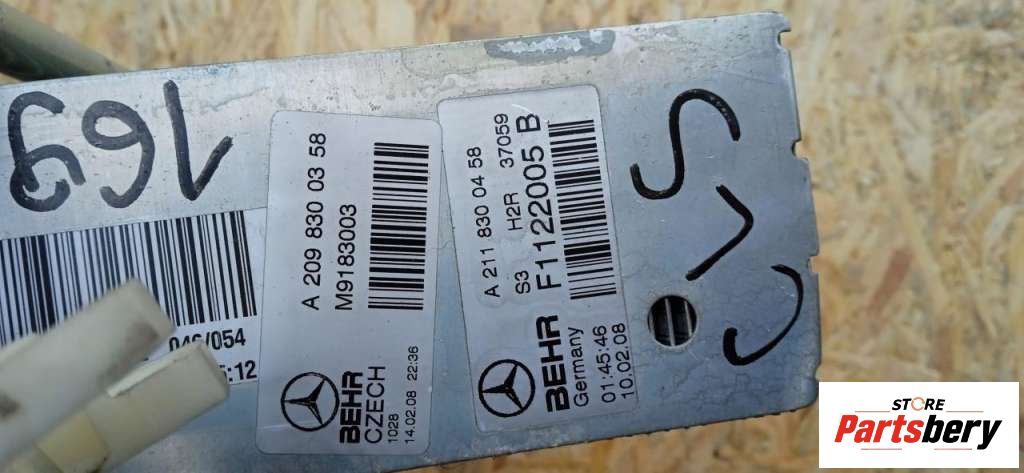 169
046/054
:12
A 209 830 03 58
M9183003
BEHR
CZECH
1028
14.02.08 22:36
A 211 830 04 58
S3 H2R 37059
F1122005 B
BEHR
Germany
01:45:46
10.02.08
STORE
Partsbery